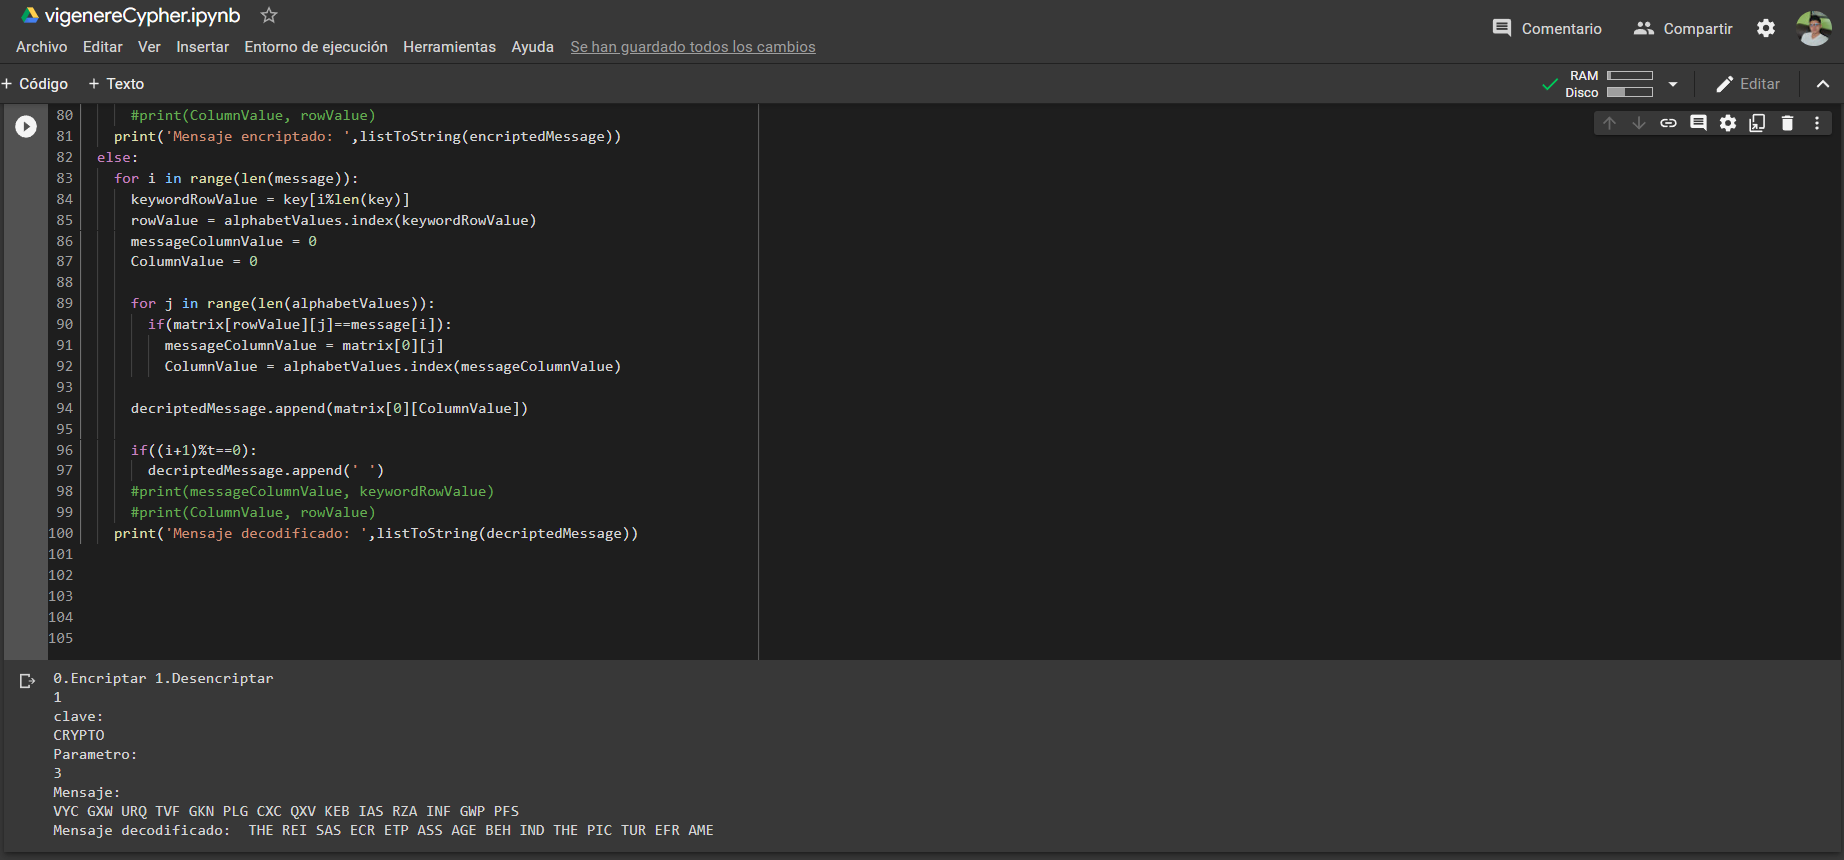 vigenereCypher.ipynb
Archivo Editar Ver Insertar Entorno de ejecución Herramientas Ayuda Se han guardado todos los cambios
Comentario Compartir
+ Código + Texto
RAM
Disco
Editar
80 #print(ColumnValue, rowValue)
81 print('Mensaje encriptado: ',listToString(encriptedMessage))
82 else:
83 for i in range(len(message)):
84 keywordRowValue = key[i%len(key)]
85 rowValue = alphabetValues.index(keywordRowValue)
86 messageColumnValue = 0
87 ColumnValue = 0
88
89 for j in range(len(alphabetValues)):
90 if(matrix[rowValue][j]==message[i]):
91 messageColumnValue = matrix[0][j]
92 ColumnValue = alphabetValues.index(messageColumnValue)
93
94 decriptedMessage.append(matrix[0][ColumnValue])
95
96 if((i+1)%t==0):
97 decriptedMessage.append(' ')
98 #print(messageColumnValue, keywordRowValue)
99 #print(ColumnValue, rowValue)
100 print('Mensaje decodificado: ',listToString(decriptedMessage))
101
102
103
104
105
0.Encriptar 1.Desencriptar
1
clave:
CRYPTO
Parametro:
3
Mensaje:
VYC GXW URQ TVF GKN PLG CXC QXV KEB IAS RZA INF GWP PFS
Mensaje decodificado:  THE REI SAS ECR ETP ASS AGE BEH IND THE PIC TUR EFR AME